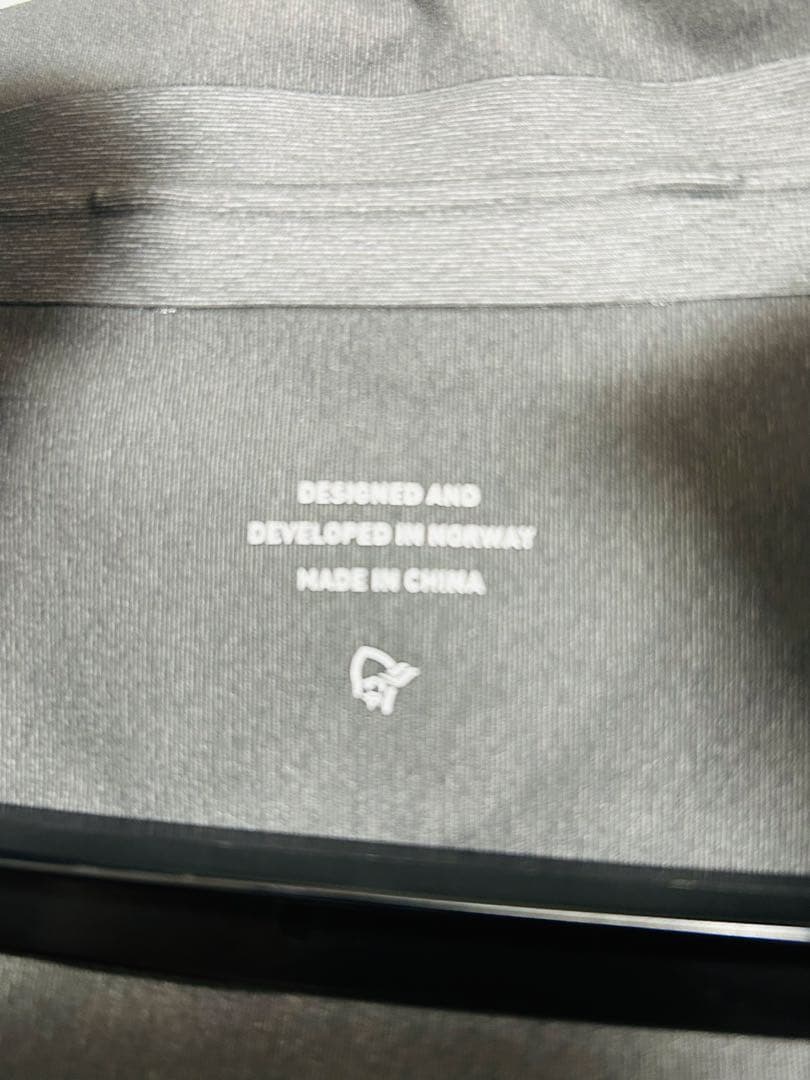 DESIGNED AND
DEVELOPED IN NORWAY
MADE IN CHINA